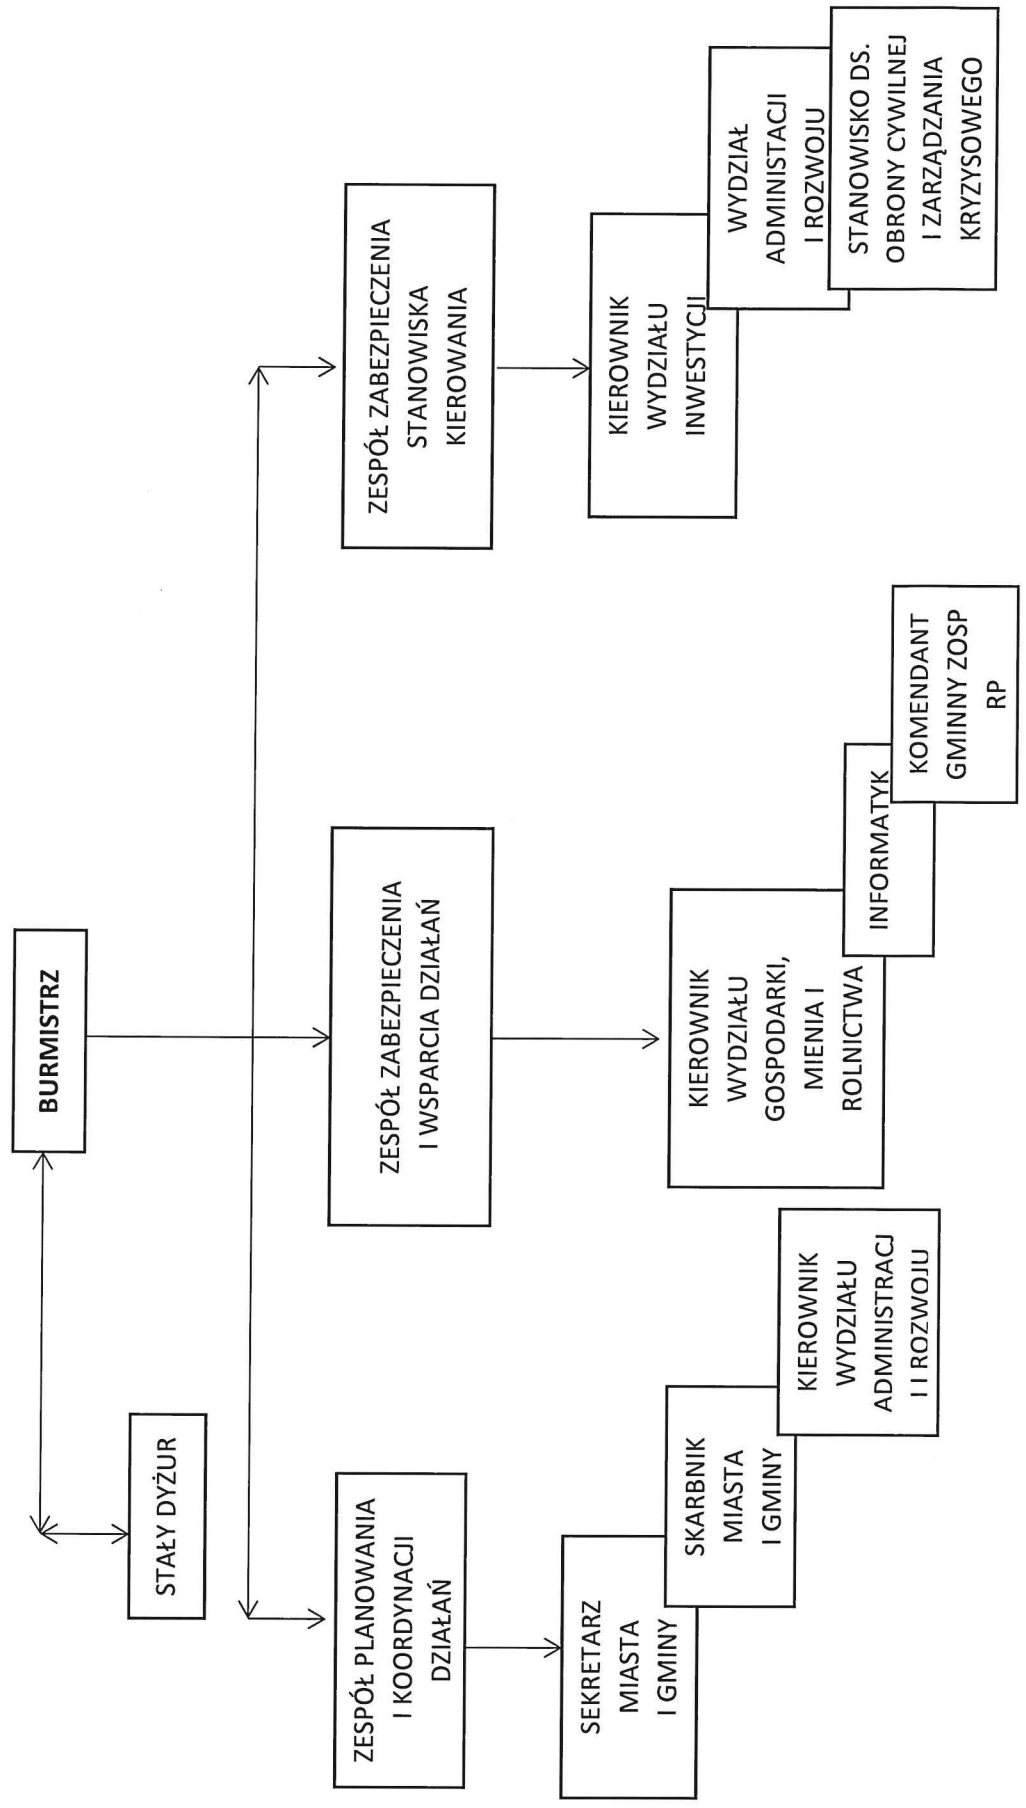 BURMISTRZ
STAŁY DYŻUR
ZESPÓŁ PLANOWANIA
I KOORDYNACJI
DZIAŁAŃ
ZESPÓŁ ZABEZPIECZENIA
I WSPARCIA DZIAŁAŃ
ZESPÓŁ ZABEZPIECZENIA
STANOWISKA
KIEROWANIA
SEKRETARZ
MIASTA
I GMINY
SKARBNIK
MIASTA
I GMINY
KIEROWNIK
WYDZIAŁU
ADMINISTRACJ
I I ROZWOJU
KIEROWNIK
WYDZIAŁU
GOSPODARKI,
MIENIA I
ROLNICTWA
INFORMATYK
KOMENDANT
GMINNY ZOSP
RP
KIEROWNIK
WYDZIAŁU
INWESTYCJI
WYDZIAŁ
ADMINISTACJI
I ROZWOJU
STANOWISKO DS.
OBRONY CYWILNEJ
I ZARZĄDZANIA
KRYZYSOWEGO